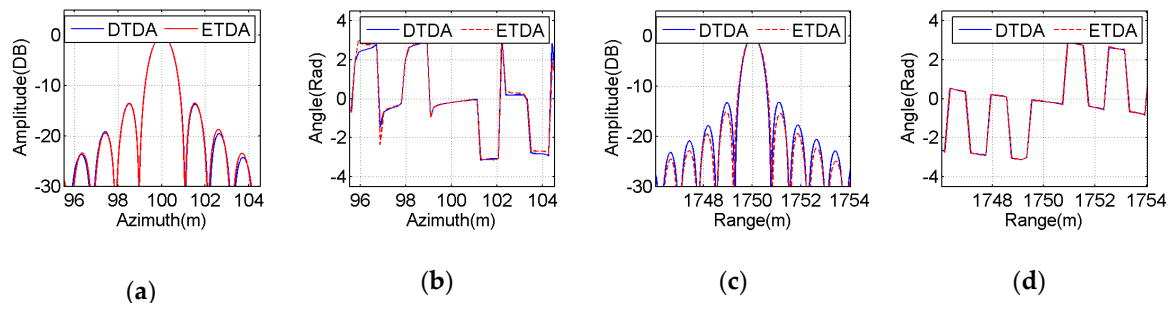 DTDA ETDA
0
-10
-20
-30
Amplitude(DB)
96 98 100 102 104
Azimuth(m)
(a)
DTDA ETDA
4
2
0
-2
-4
Angle(Rad)
96 98 100 102 104
Azimuth(m)
(b)
DTDA ETDA
0
-10
-20
-30
Amplitude(DB)
1748 1750 1752 1754
Range(m)
(c)
DTDA ETDA
4
2
0
-2
-4
Angle(Rad)
1748 1750 1752 1754
Range(m)
(d)